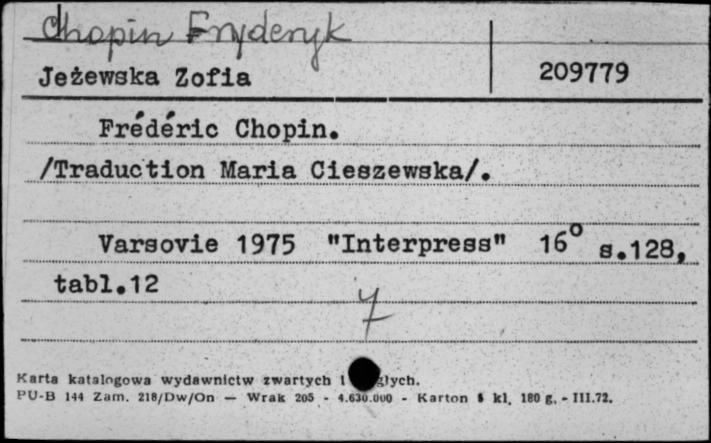 Chopin Fryderyk
Jeżewska Zofia 209779
Frédéric Chopin.
/Traduction Maria Cieszewska/.
Varsovie 1975 "Interpress" 16° s.128,
tabl.12
Karta katalogowa wydawnictw zwartych i głych.
PU-B 144 Zam. 218/Dw/On — Wrak 205 - 4.630.000 - Karton kl. 180 g. - III.72.